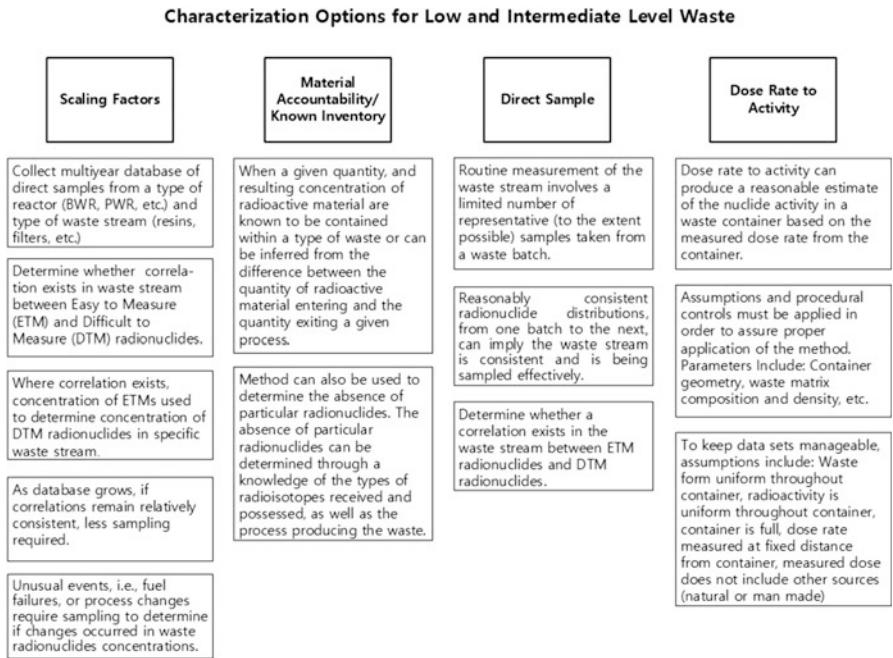 Characterization Options for Low and Intermediate Level Waste
Scaling Factors
Collect multiyear database of
direct samples from a type of
reactor (BWR, PWR, etc.) and
type of waste stream (resins,
filters, etc.)
Determine whether correla-
tion exists in waste stream
between Easy to Measure
(ETM) and Difficult to
Measure (DTM) radionuclides.
Where correlation exists,
concentration of ETMs used
to determine concentration of
DTM radionuclides in specific
waste stream.
As database grows, if
correlations remain relatively
consistent, less sampling
required.
Unusual events, i.e., fuel
failures, or process changes
require sampling to determine
if changes occurred in waste
radionuclides concentrations.
Material
Accountability/
Known Inventory
When a given quantity, and
resulting concentration of
radioactive material are
known to be contained
within a type of waste or can
be inferred from the
difference between the
quantity of radioactive
material entering and the
quantity exiting a given
process.
Method can also be used to
determine the absence of
particular radionuclides. The
absence of particular
radionuclides can be
determined through a
knowledge of the types of
radioisotopes received and
possessed, as well as the
process producing the waste.
Direct Sample
Routine measurement of the
waste stream involves a
limited number of
representative (to the extent
possible) samples taken from
a waste batch.
Reasonably consistent
radionuclide distributions,
from one batch to the next,
can imply the waste stream
is consistent and is being
sampled effectively.
Determine whether a
correlation exists in the
waste stream between ETM
radionuclides and DTM
radionuclides.
Dose Rate to
Activity
Dose rate to activity can
produce a reasonable estimate
of the nuclide activity in a
waste container based on the
measured dose rate from the
container.
Assumptions and procedural
controls must be applied in
order to assure proper
application of the method.
Parameters Include: Container
geometry, waste matrix
composition and density, etc.
To keep data sets manageable,
assumptions include: Waste
form uniform throughout
container, radioactivity is
uniform throughout container,
container is full, dose rate
measured at fixed distance
from container, measured dose
does not include other sources
(natural or man made)